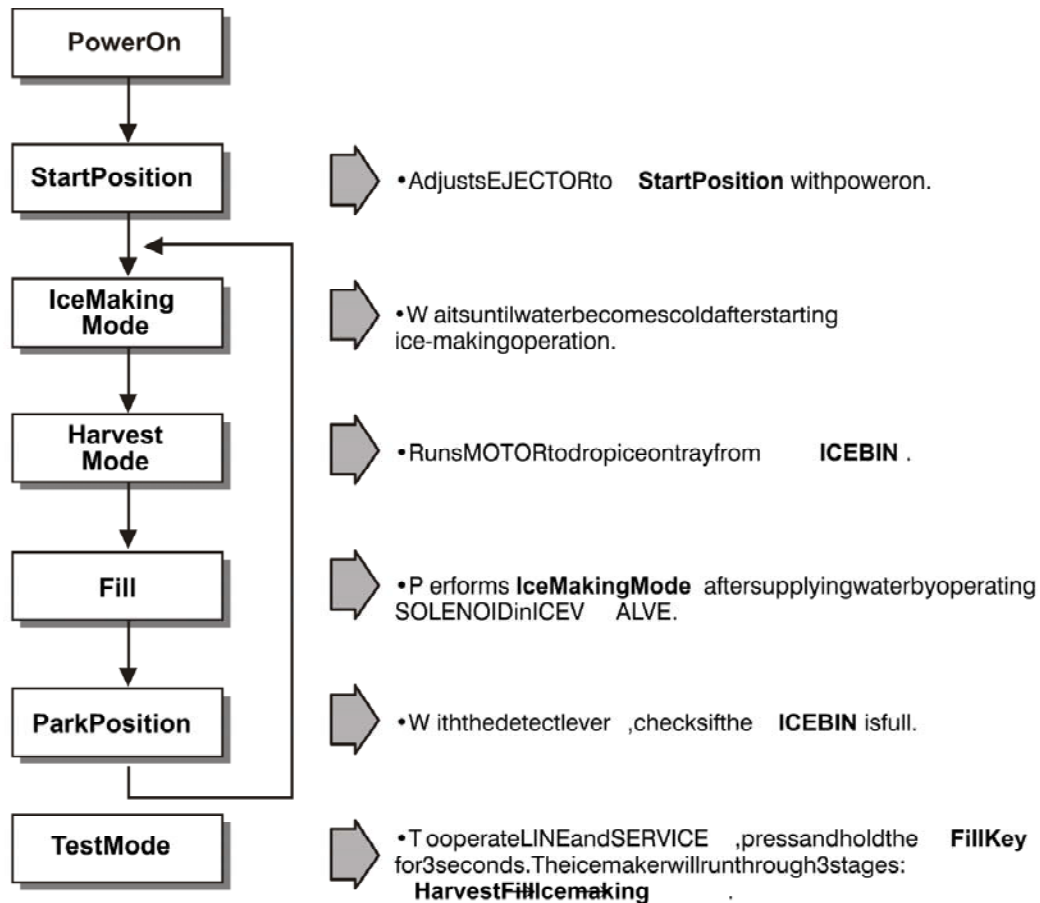 PowerOn
StartPosition
•AdjustsEJECTORto StartPosition withpoweron.
IceMaking
Mode
•W aitsuntilwaterbecomescoldafterstarting
ice-makingoperation.
Harvest
Mode
•RunsMOTORtodropiceontrayfrom ICEBIN .
Fill
•P erforms IceMakingMode aftersupplyingwaterbyoperating
SOLENOIDinICEV ALVE.
ParkPosition
•W iththedetectlever ,checksifthe ICEBIN isfull.
TestMode
•T ooperateLINEandSERVICE ,pressandholdthe FillKey
for3seconds.Theicemakerwillrunthrough3stages:
HarvestFillIcemaking .